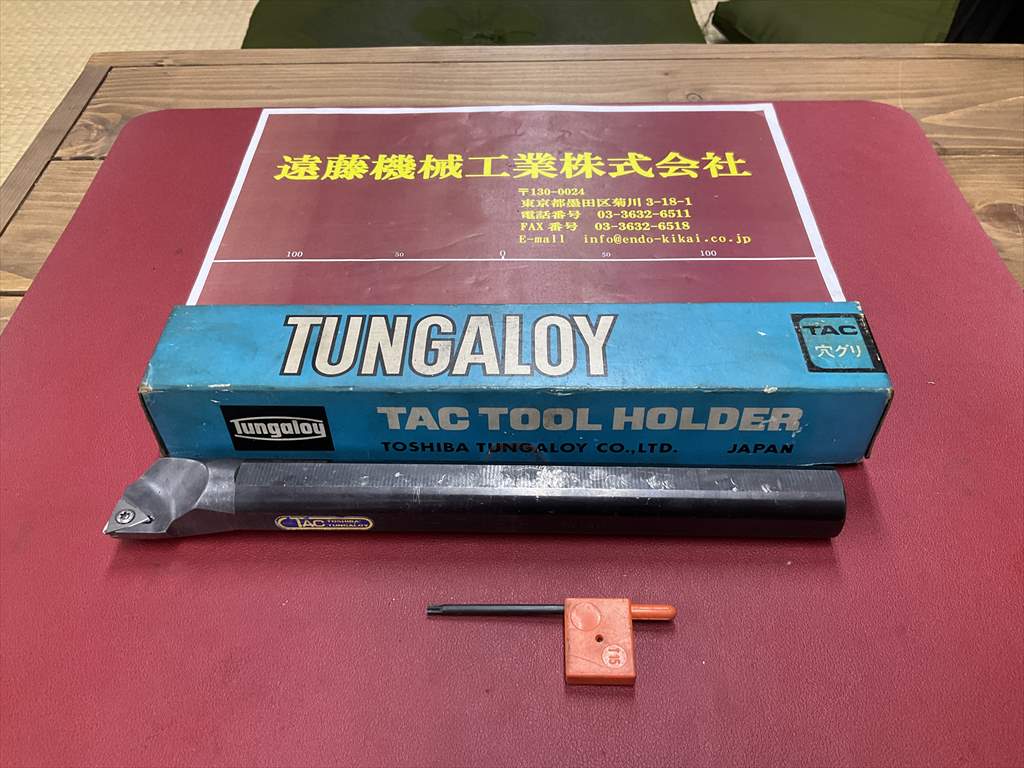 遠藤機械工業株式会社
〒130-0024
東京都墨田区菊川 3-18-1
電話番号 03-3632-6511
FAX 番号 03-3632-6518
E-mail info@endo-kikai.co.jp
100 50 0 50 100
TUNGALOY
TAC
穴グリ
Tungaloy
TAC TOOL HOLDER
TOSHIBA TUNGALOY CO.,LTD. JAPAN
TAC TOSHIBA
TUNGALOY
T15